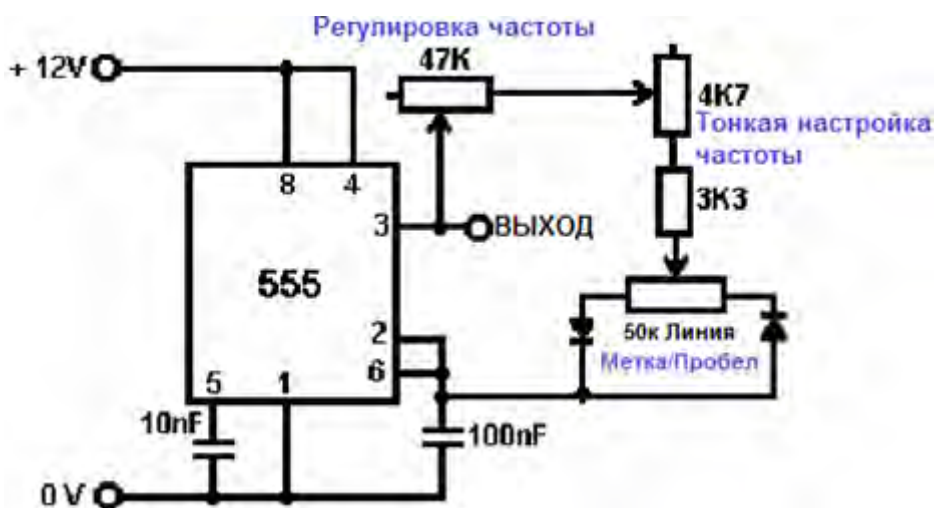 Регулировка частоты
47K
+ 12V
4K7
Тонкая настройка
частоты
8
4
3K3
3
ВЫХОД
555
2
50к Линия
Метка/Пробел
6
5
1
10nF
100nF
0 V